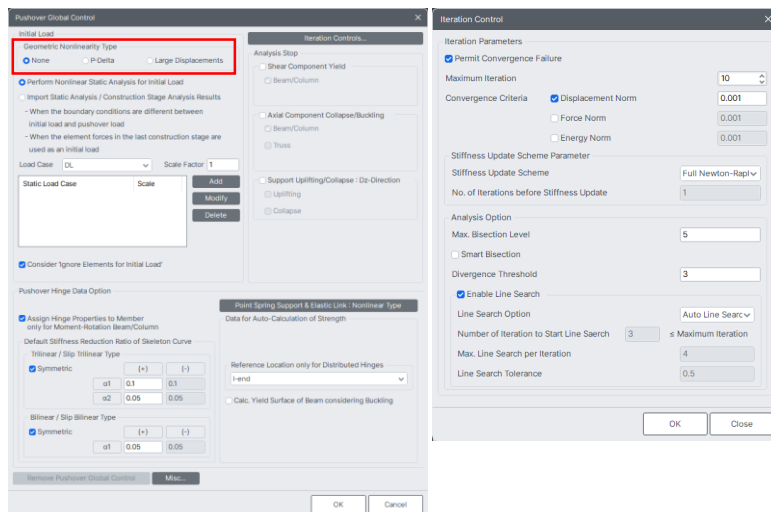 Pushover Global Control
Initial Load
Geometric Nonlinearity Type
None
P-Delta
Large Displacements
Perform Nonlinear Static Analysis for Initial Load
Import Static Analysis / Construction Stage Analysis Results
- When the boundary conditions are different between
initial load and pushover load
- When the element forces in the last construction stage are
used as an initial load
Load Case
DL
Scale Factor
1
Static Load Case
Scale
Add
Modify
Delete
Consider 'Ignore Elements for Initial Load'
Iteration Controls...
Analysis Stop
Shear Component Yield
Beam/Column
Axial Component Collapse/Buckling
Beam/Column
Truss
Support Uplifting/Collapse : Dz-Direction
Uplifting
Collapse
Pushover Hinge Data Option
Assign Hinge Properties to Member
only for Moment-Rotation Beam/Column
Default Stiffness Reduction Ratio of Skeleton Curve
Trilinear / Slip Trilinear Type
Symmetric
(+)
(-)
α1
0.1
0.1
α2
0.05
0.05
Bilinear / Slip Bilinear Type
Symmetric
(+)
(-)
α1
0.05
0.05
Point Spring Support & Elastic Link : Nonlinear Type
Data for Auto-Calculation of Strength
Reference Location only for Distributed Hinges
I-end
Calc. Yield Surface of Beam considering Buckling
Remove Pushover Global Control
Misc...
OK
Cancel
Iteration Control
Iteration Parameters
Permit Convergence Failure
Maximum Iteration
10
Convergence Criteria
Displacement Norm
0.001
Force Norm
0.001
Energy Norm
0.001
Stiffness Update Scheme Parameter
Stiffness Update Scheme
Full Newton-Rapl
No. of Iterations before Stiffness Update
1
Analysis Option
Max. Bisection Level
5
Smart Bisection
Divergence Threshold
3
Enable Line Search
Line Search Option
Auto Line Searc
Number of Iteration to Start Line Saerch
3
≤ Maximum Iteration
Max. Line Search per Iteration
4
Line Search Tolerance
0.5
OK
Close